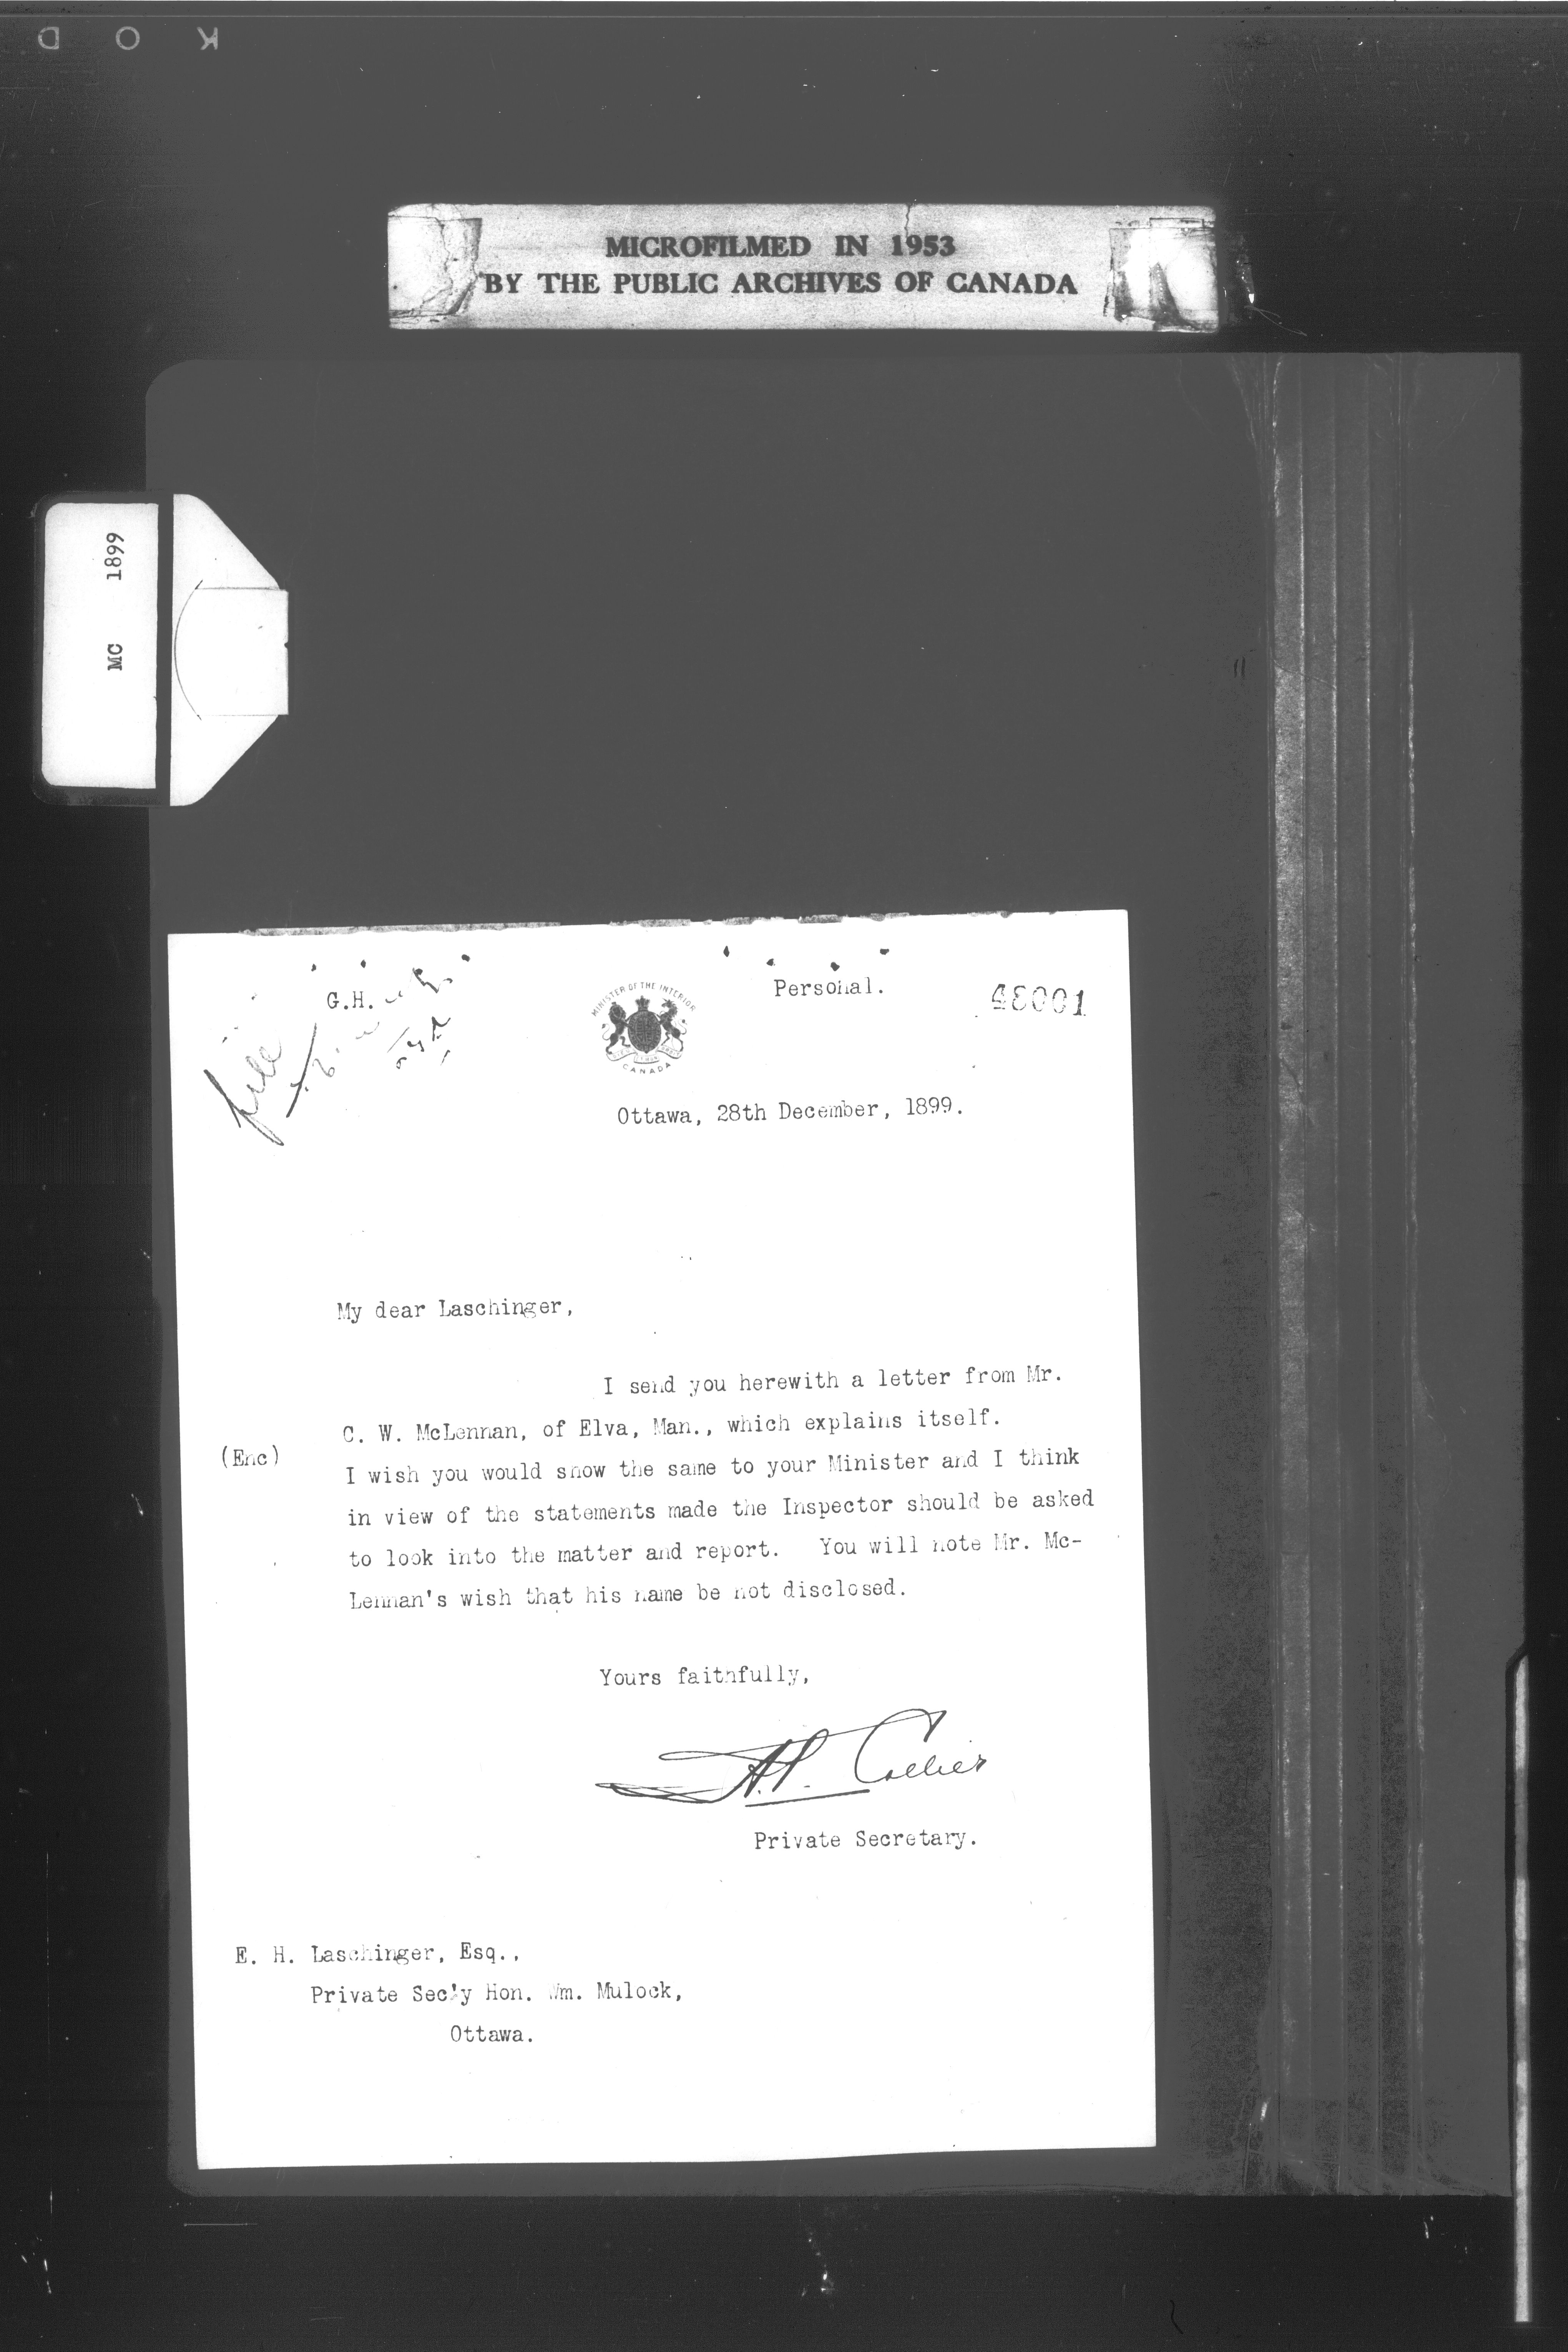 K O D
MICROFILMED IN 1953
BY THE PUBLIC ARCHIVES OF CANADA
MC 1899
G.H.
file
MINISTER OF THE INTERIOR
CANADA
Personal.
Ottawa, 28th December, 1899.
My dear Laschinger,
I send you herewith a letter from Mr.
C. W. McLennan, of Elva, Man., which explains itself.
(Enc)
I wish you would show the same to your Minister and I think
in view of the statements made the Inspector should be asked
to look into the matter and report. You will note Mr. Mc-
Lennan's wish that his name be not disclosed.
Yours faithfully,
A.P. Collier
Private Secretary.
E. H. Laschinger, Esq.,
Private Sec'y Hon. Wm. Mulock,
Ottawa.